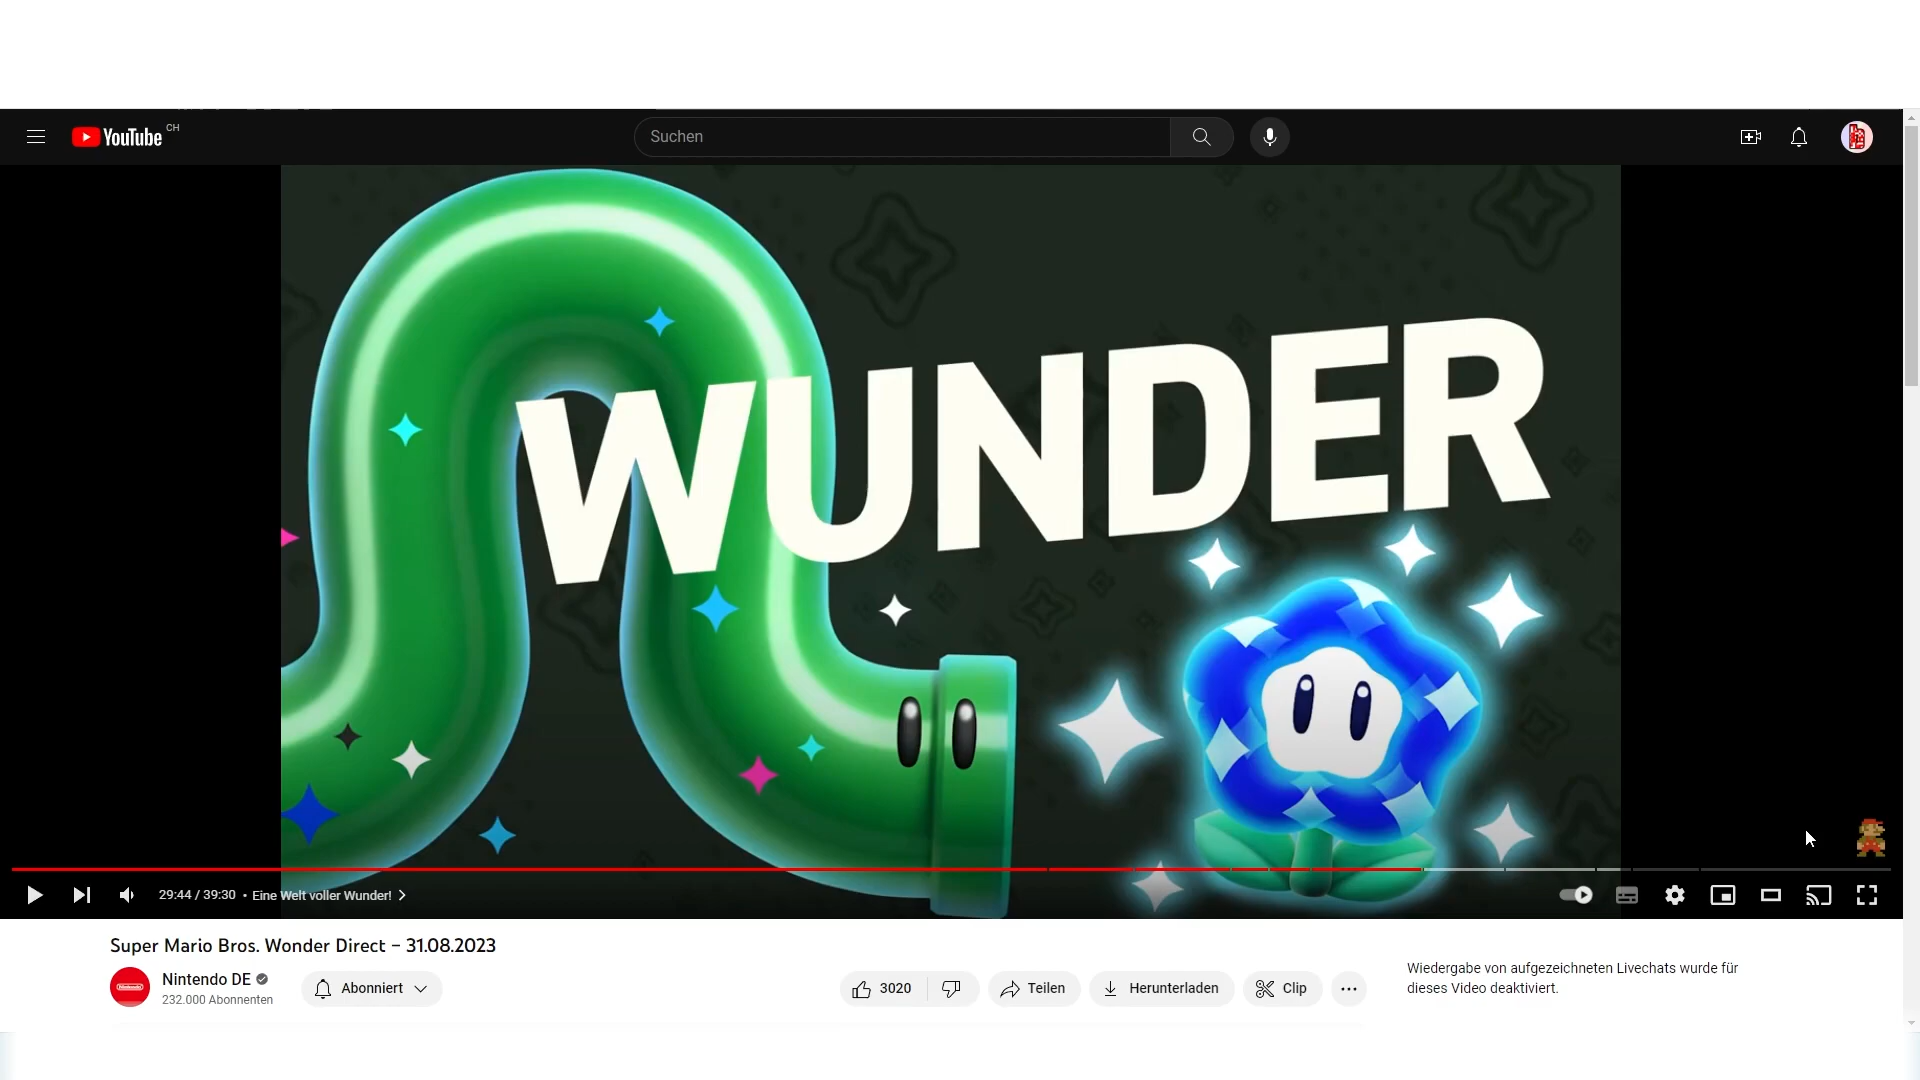 YouTube CH
Suchen
WUNDER
29:44 / 39:30 • Eine Welt voller Wunder!
Super Mario Bros. Wonder Direct – 31.08.2023
Nintendo DE
232.000 Abonnenten
Abonniert
3020
Teilen
Herunterladen
Clip
Wiedergabe von aufgezeichneten Livechats wurde für
dieses Video deaktiviert.